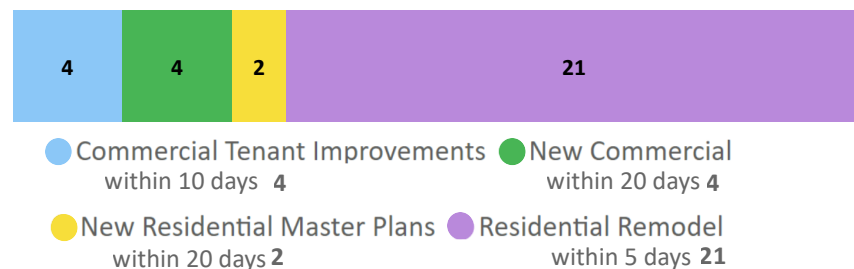 4 4 2 21
Commercial Tenant Improvements New Commercial
within 10 days 4 within 20 days 4
New Residential Master Plans Residential Remodel
within 20 days 2 within 5 days 21